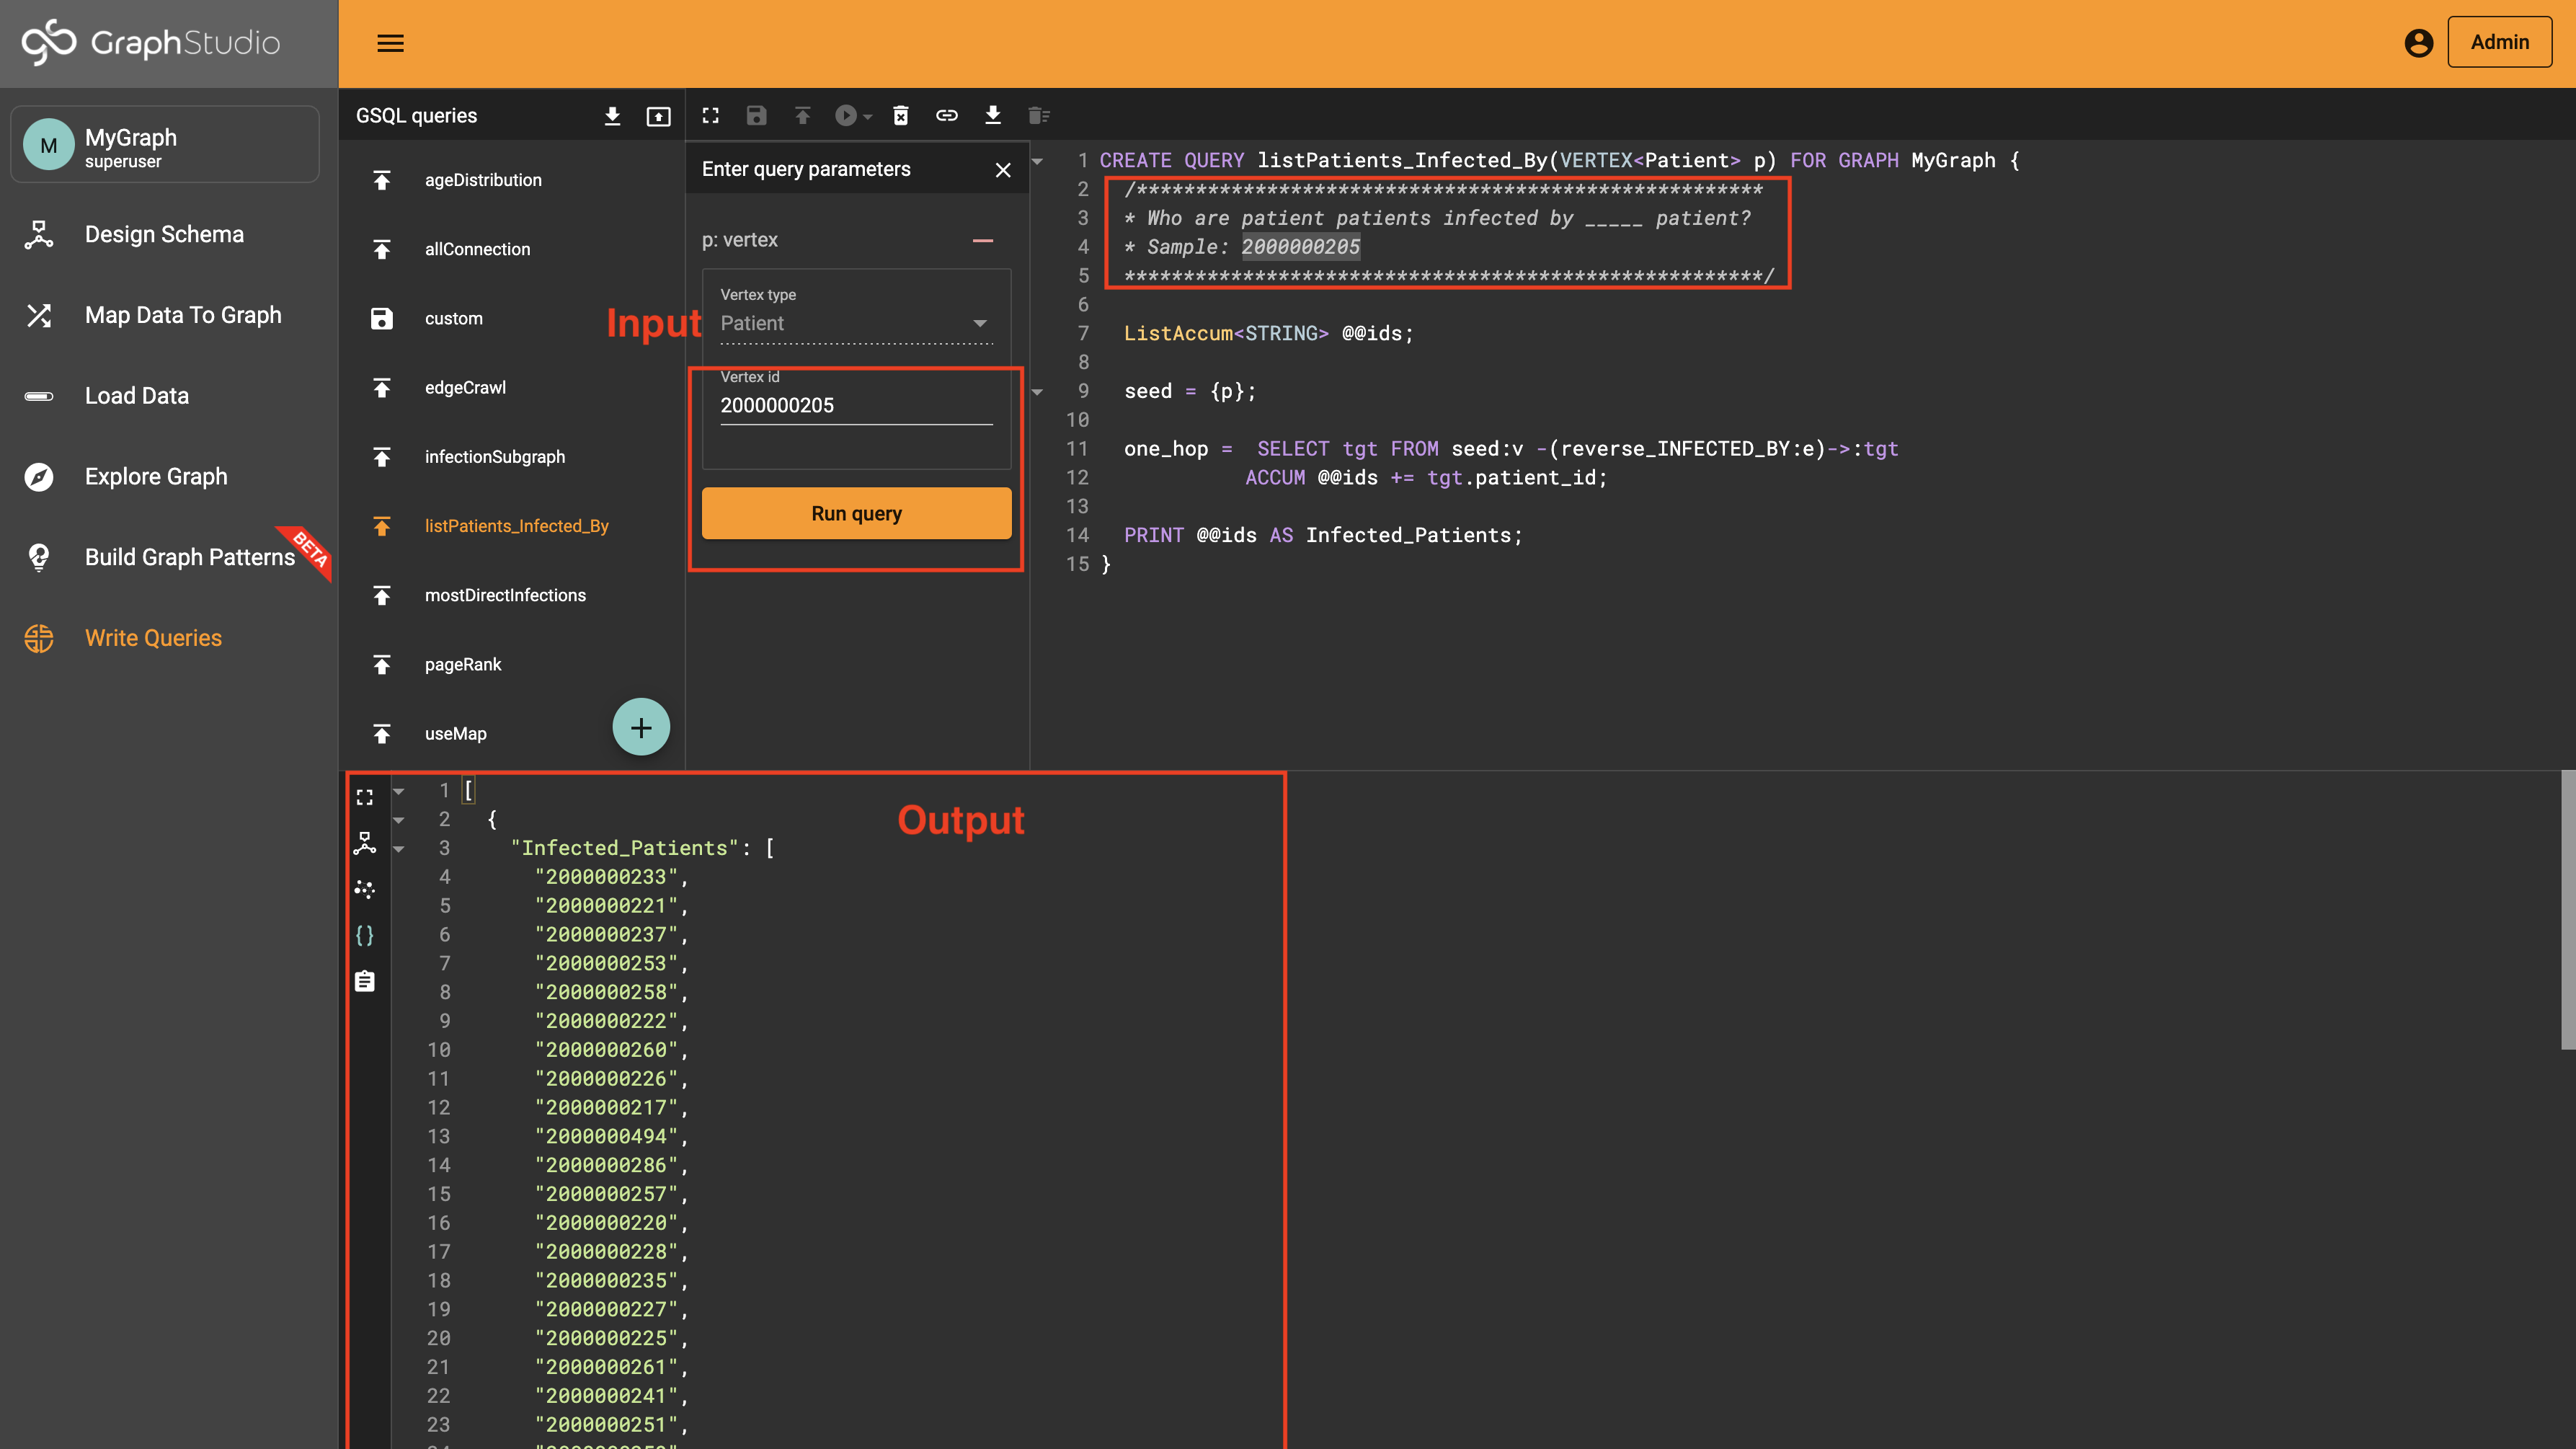 GraphStudio
Admin
M
MyGraph
superuser
Design Schema
Map Data To Graph
Load Data
Explore Graph
Build Graph Patterns
BETA
Write Queries
GSQL queries
ageDistribution
allConnection
custom
edgeCrawl
infectionSubgraph
listPatients_Infected_By
mostDirectInfections
pageRank
useMap
Enter query parameters
p: vertex
Input
Vertex type
Patient
Vertex id
2000000205
Run query
1 CREATE QUERY listPatients_Infected_By(VERTEX<Patient> p) FOR GRAPH MyGraph {
2 /****************************************************
3 * Who are patient patients infected by _____ patient?
4 * Sample: 2000000205
5 *****************************************************/
6
7 ListAccum<STRING> @@ids;
8
9 seed = {p};
10
11 one_hop =  SELECT tgt FROM seed:v -(reverse_INFECTED_BY:e)->:tgt
12 ACCUM @@ids += tgt.patient_id;
13
14 PRINT @@ids AS Infected_Patients;
15 }
Output
1 [
2 {
3 "Infected_Patients": [
4 "2000000233",
5 "2000000221",
6 "2000000237",
7 "2000000253",
8 "2000000258",
9 "2000000222",
10 "2000000260",
11 "2000000226",
12 "2000000217",
13 "2000000494",
14 "2000000286",
15 "2000000257",
16 "2000000220",
17 "2000000228",
18 "2000000235",
19 "2000000227",
20 "2000000225",
21 "2000000261",
22 "2000000241",
23 "2000000251",